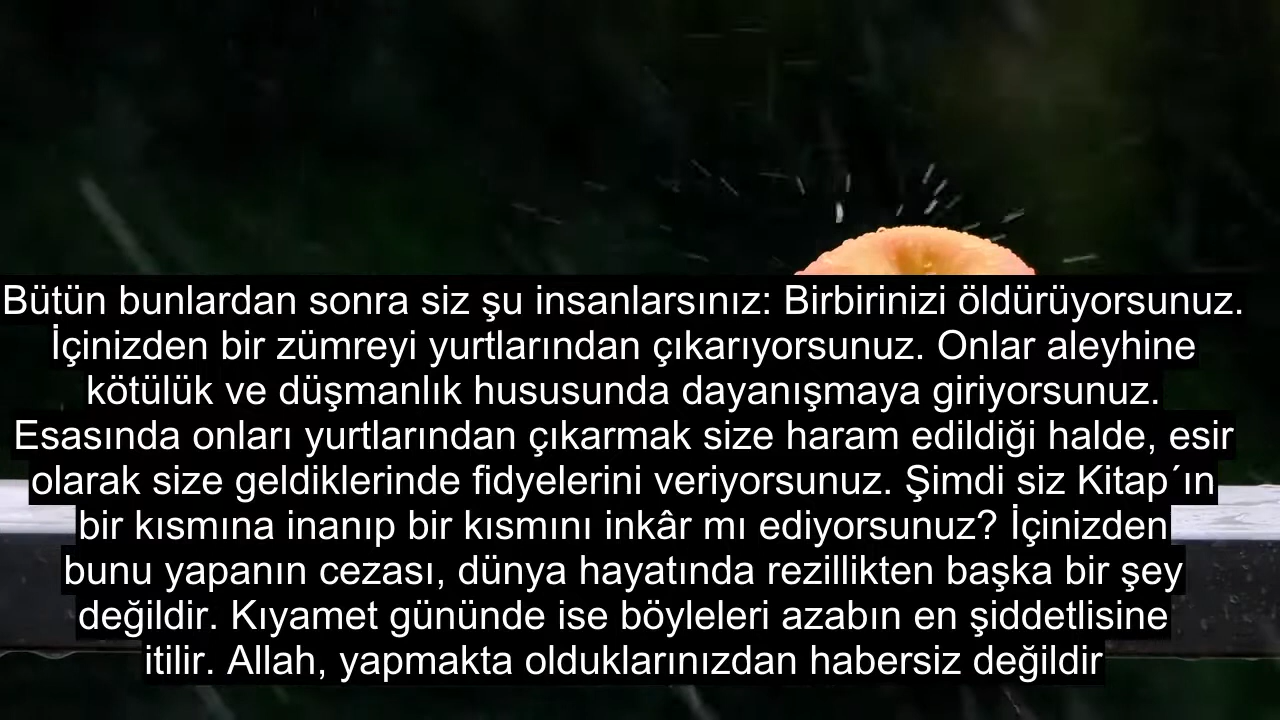 Bütün bunlardan sonra siz şu insanlarsınız: Birbirinizi öldürüyorsunuz.
İçinizden bir zümreyi yurtlarından çıkarıyorsunuz. Onlar aleyhine
kötülük ve düşmanlık hususunda dayanışmaya giriyorsunuz.
Esasında onları yurtlarından çıkarmak size haram edildiği halde, esir
olarak size geldiklerinde fidyelerini veriyorsunuz. Şimdi siz Kitap´ın
bir kısmına inanıp bir kısmını inkâr mı ediyorsunuz? İçinizden
bunu yapanın cezası, dünya hayatında rezillikten başka bir şey
değildir. Kıyamet gününde ise böyleleri azabın en şiddetlisine
itilir. Allah, yapmakta olduklarınızdan habersiz değildir